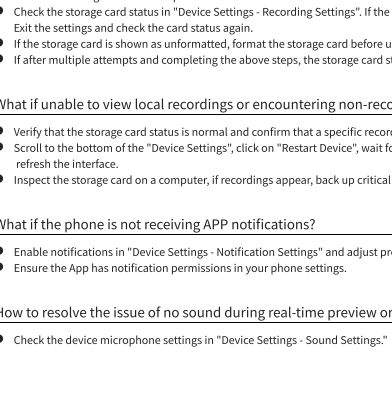 ● Check the storage card status in "Device Settings - Recording Settings". If the
Exit the settings and check the card status again.
● If the storage card is shown as unformatted, format the storage card before u
● If after multiple attempts and completing the above steps, the storage card st
What if unable to view local recordings or encountering non-reco
● Verify that the storage card status is normal and confirm that a specific record
● Scroll to the bottom of the "Device Settings", click on "Restart Device", wait fo
refresh the interface.
● Inspect the storage card on a computer, if recordings appear, back up critical
What if the phone is not receiving APP notifications?
● Enable notifications in "Device Settings - Notification Settings" and adjust pre
● Ensure the App has notification permissions in your phone settings.
How to resolve the issue of no sound during real-time preview or
● Check the device microphone settings in "Device Settings - Sound Settings."